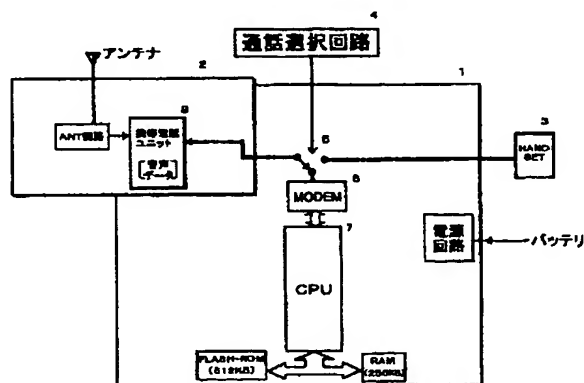 4
通話選択回路
アンテナ
2
1
ANT回路
9
携帯電話
ユニット
音声
データ
5
3
HAND
SET
6
MODEM
7
CPU
電源
回路
バッテリ
FLASH-ROM
(512KB)
RAM
(256KB)